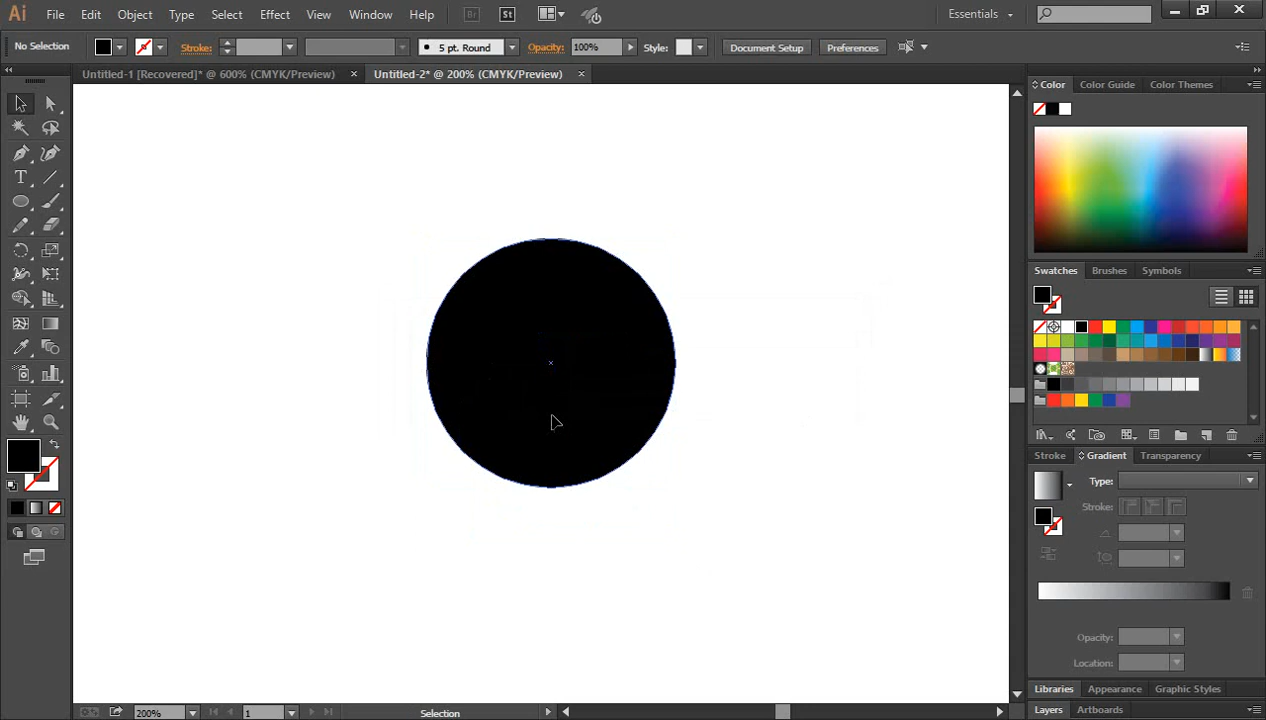 Ai File Edit Object Type Select Effect View Window Help Br St Essentials
No Selection Stroke: 5 pt. Round Opacity: 100% Style: Document Setup Preferences
Untitled-1 [Recovered]* @ 600% (CMYK/Preview) × Untitled-2* @ 200% (CMYK/Preview) ×
Color Color Guide Color Themes
Swatches Brushes Symbols
Stroke Gradient Transparency
Type:
Stroke:
Opacity:
Location:
Libraries Appearance Graphic Styles
Layers Artboards
200% 1 Selection